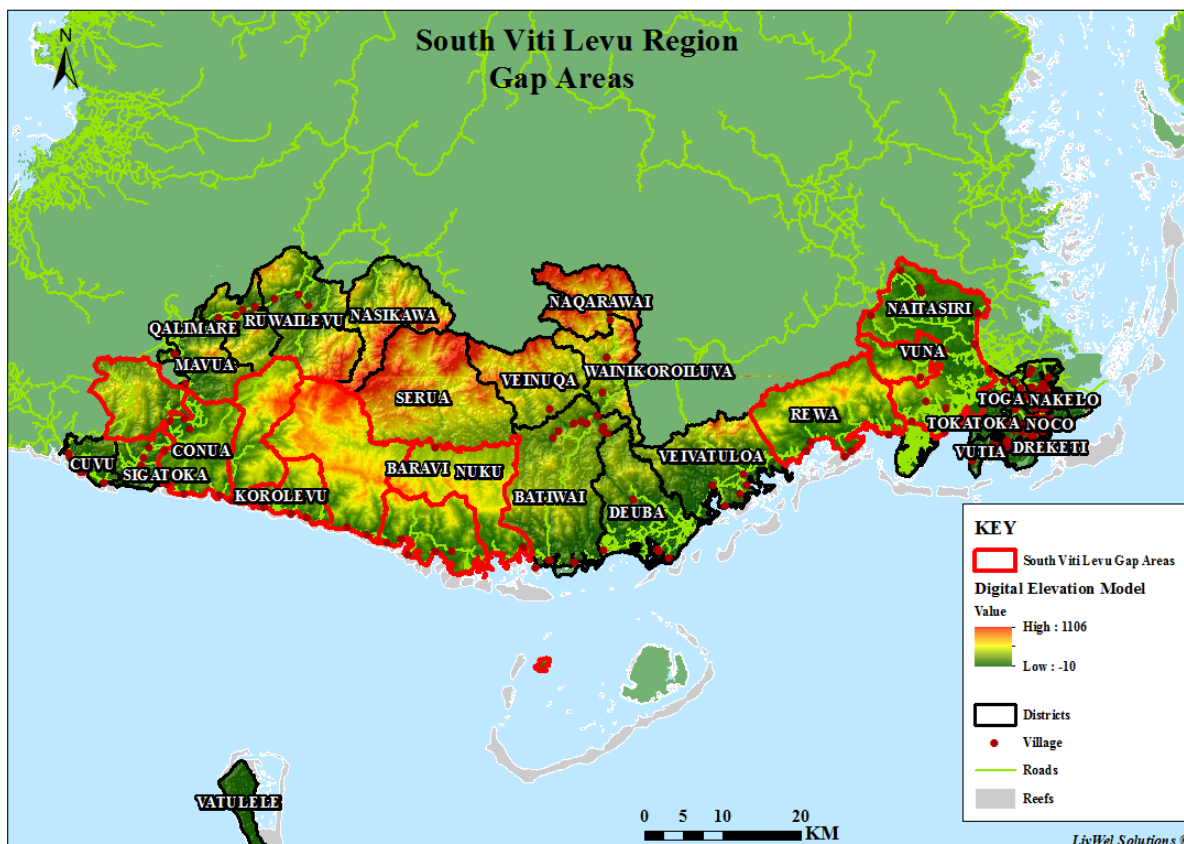 South Viti Levu Region
Gap Areas
N
NAQARAWAI
NAITASIRI
QALIMARE
RUWAILEVU
NASIKAWA
VUNA
MAVUA
VEINUQA
WAINIKOROILUVA
SERUA
TOGA
NAKELO
REWA
TOKATOKA
NOCO
CONUA
VEIVATULOA
DREKETI
VUTIA
CUVU
SIGATOKA
BARAVI
NUKU
KOROLEVU
BATIWAI
DEUBA
VATULELE
KEY
South Viti Levu Gap Areas
Digital Elevation Model
Value
High : 1106
Low : -10
Districts
Village
Roads
Reefs
0 5 10 20
KM
LivWel Solutions ©